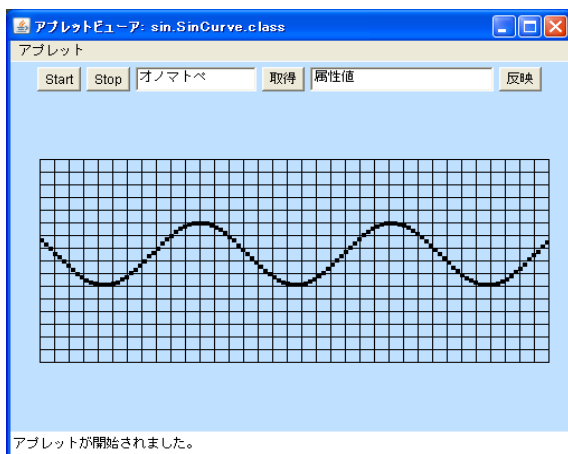 アプレットビューア: sin.SinCurve.class
アプレット
Start Stop オノマトペ 取得 属性値 反映
アプレットが開始されました。